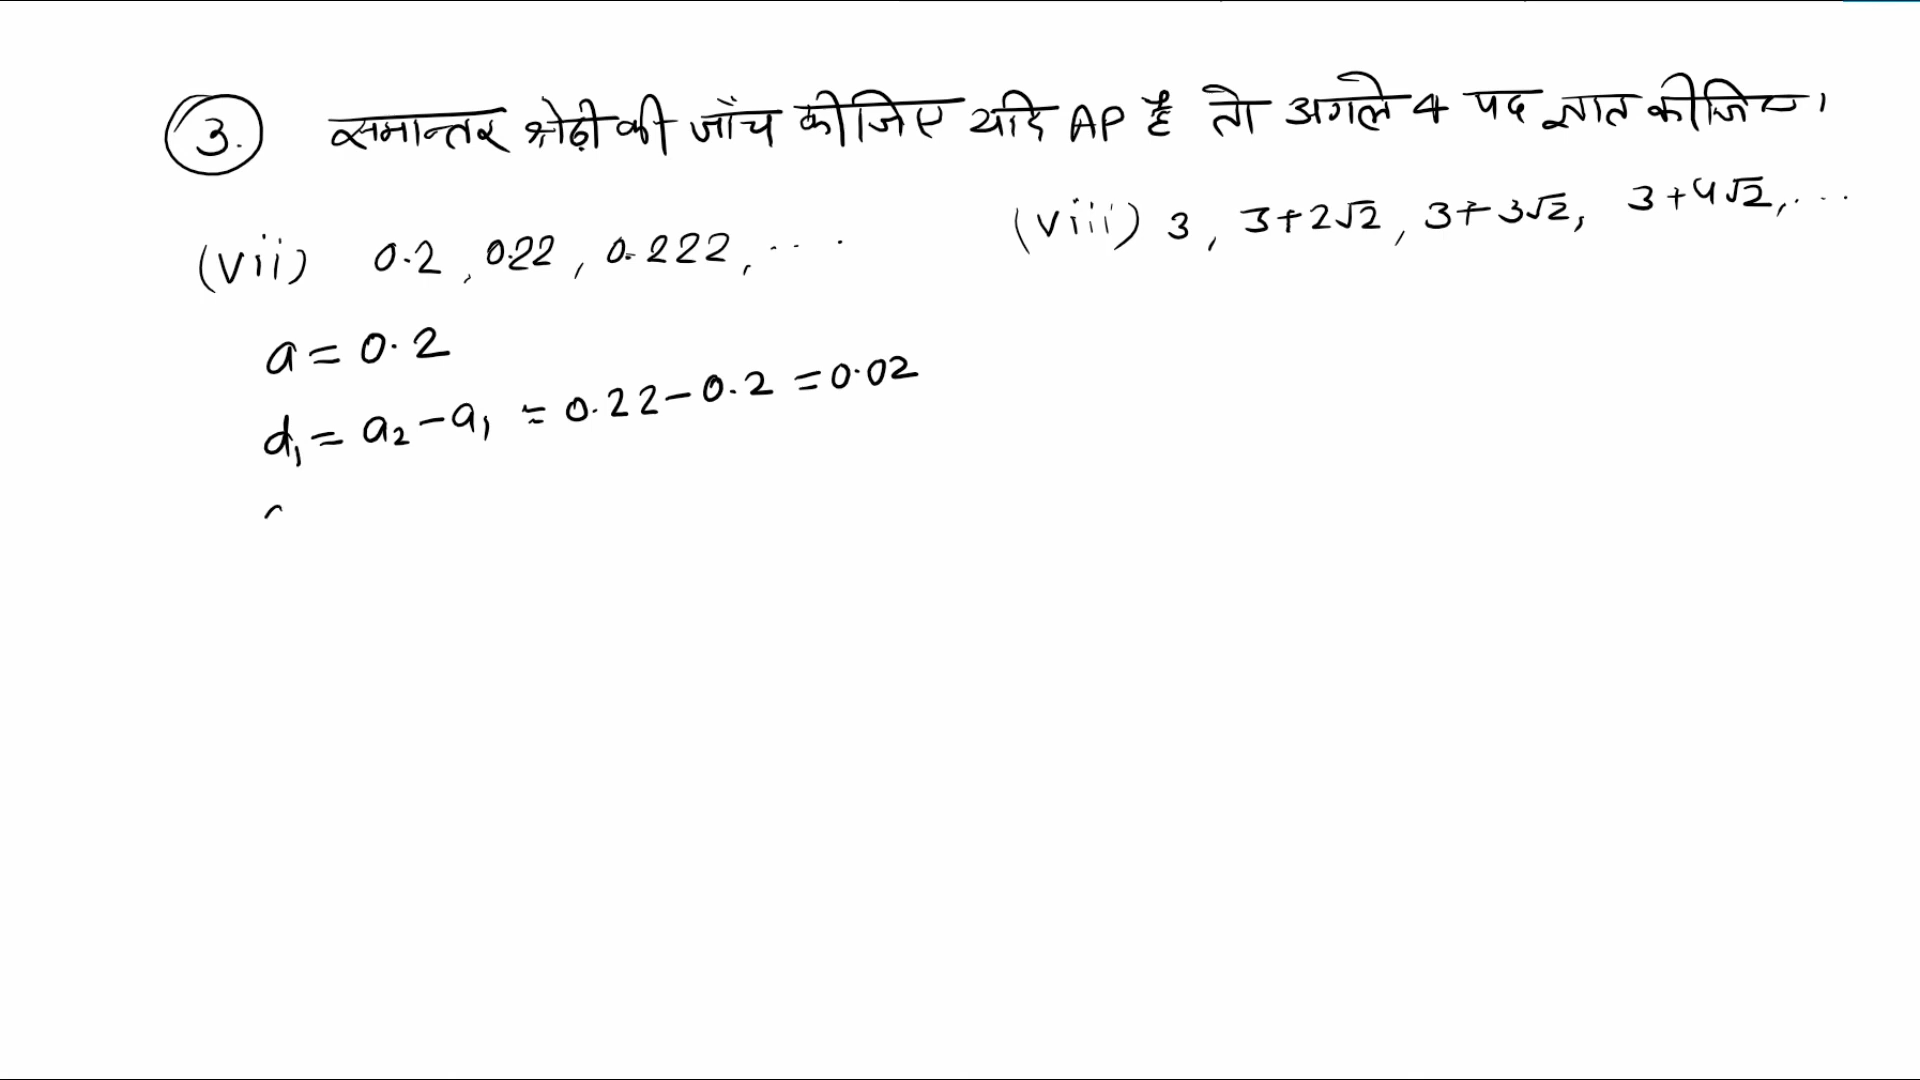 3. समान्तर श्रेढ़ी की जाँच कीजिए यदि AP है तो अगले 4 पद ज्ञात कीजिए।
(vii) 0.2, 0.22, 0.222, ....
(viii) 3, 3+2√2, 3+3√2, 3+4√2, ....
a = 0.2
d₁ = a₂ - a₁ = 0.22 - 0.2 = 0.02